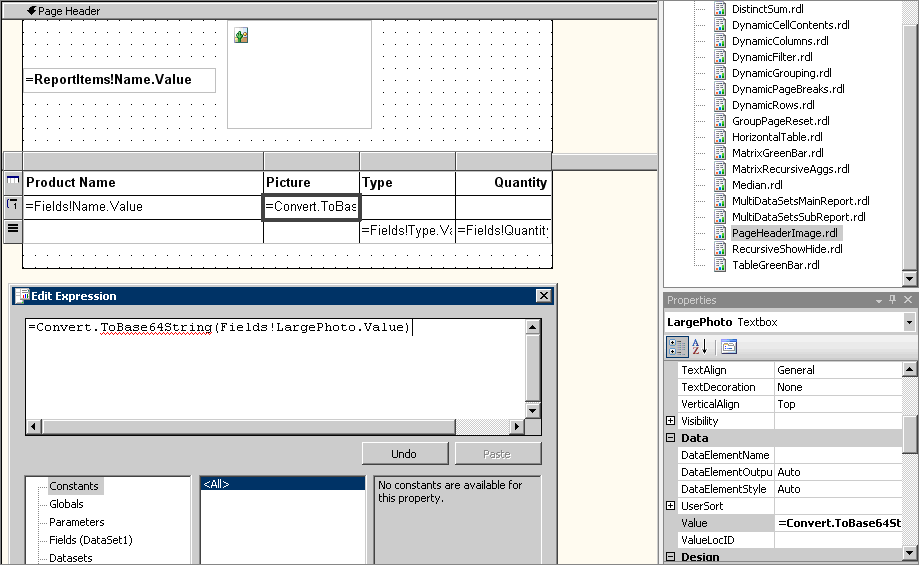 Page Header
=ReportItems!Name.Value
Product Name Picture Type Quantity
=Fields!Name.Value =Convert.ToBas
=Fields!Type.Va =Fields!Quantity
Edit Expression
=Convert.ToBase64String(Fields!LargePhoto.Value)
Undo Paste
Constants
Globals
Parameters
Fields (DataSet1)
Datasets
<All>
No constants are available for
this property.
DistinctSum.rdl
DynamicCellContents.rdl
DynamicColumns.rdl
DynamicFilter.rdl
DynamicGrouping.rdl
DynamicPageBreaks.rdl
DynamicRows.rdl
GroupPageReset.rdl
HorizontalTable.rdl
MatrixGreenBar.rdl
MatrixRecursiveAggs.rdl
Median.rdl
MultiDataSetsMainReport.rdl
MultiDataSetsSubReport.rdl
PageHeaderImage.rdl
RecursiveShowHide.rdl
TableGreenBar.rdl
Properties
LargePhoto Textbox
TextAlign General
TextDecoration None
VerticalAlign Top
Visibility
Data
DataElementName
DataElementOutpu Auto
DataElementStyle Auto
UserSort
Value =Convert.ToBase64S
ValueLocID
Design